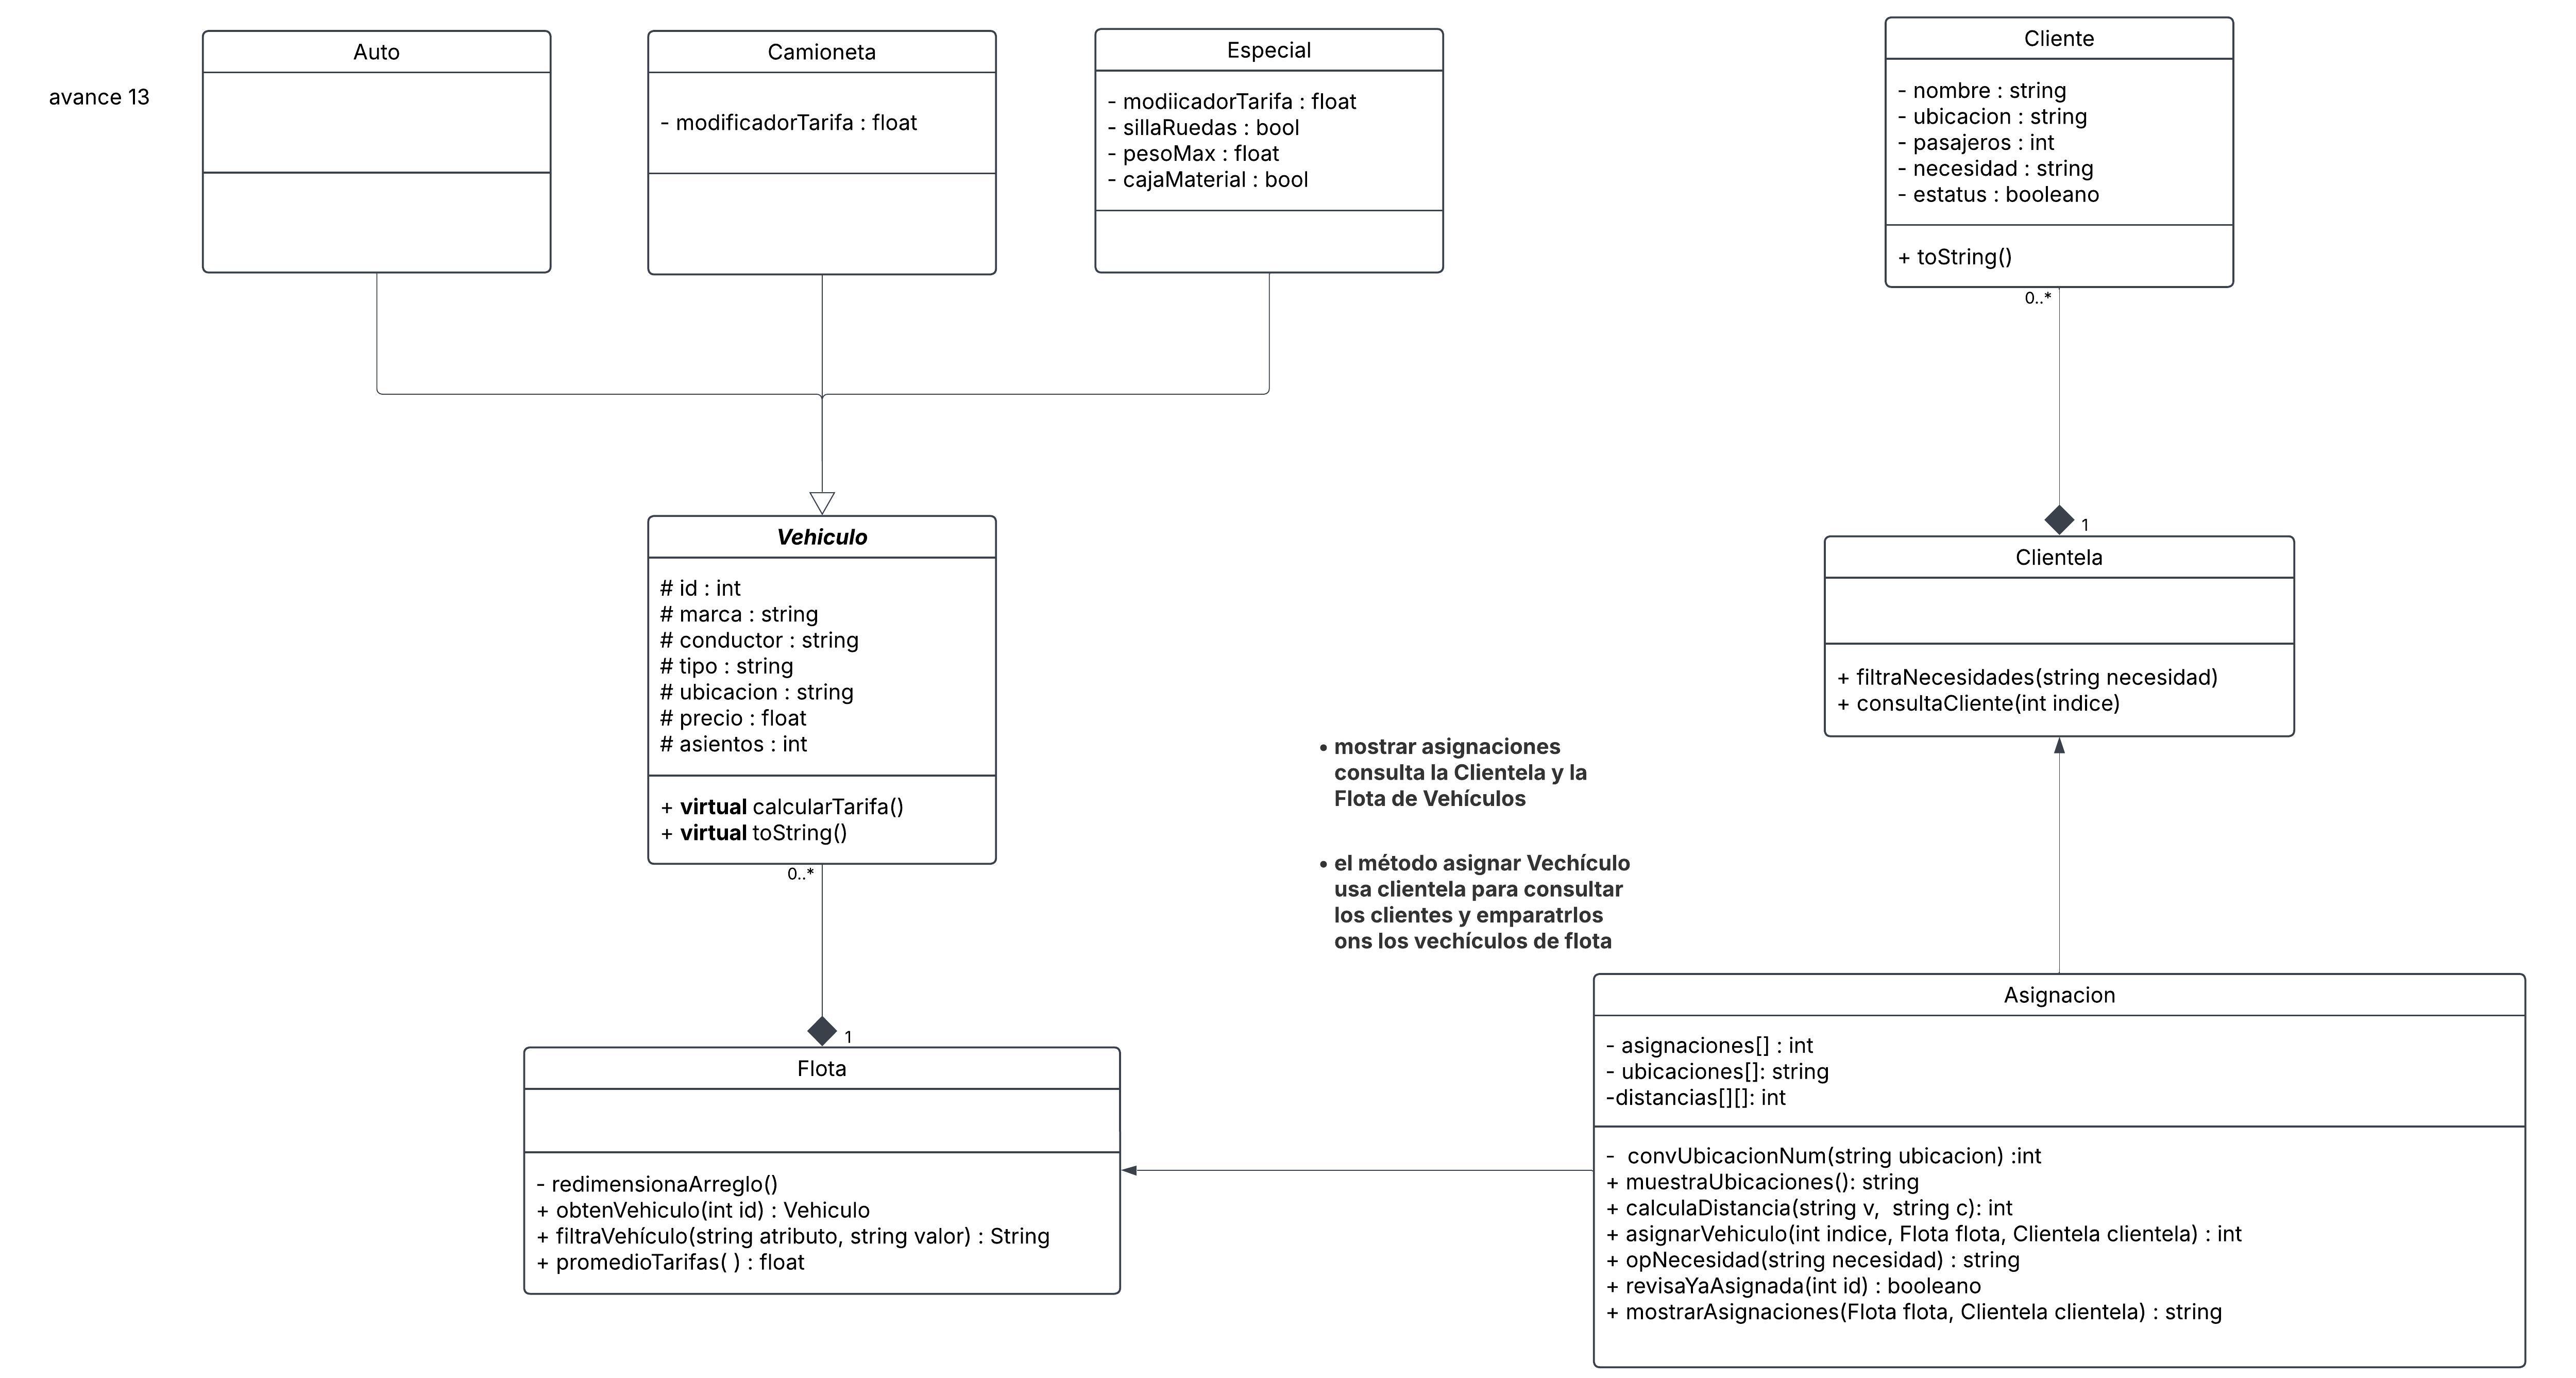 avance 13
Auto
Camioneta
- modificadorTarifa : float
Especial
- modiicadorTarifa : float
- sillaRuedas : bool
- pesoMax : float
- cajaMaterial : bool
Cliente
- nombre : string
- ubicacion : string
- pasajeros : int
- necesidad : string
- estatus : booleano
+ toString()
0..*
1
Vehiculo
# id : int
# marca : string
# conductor : string
# tipo : string
# ubicacion : string
# precio : float
# asientos : int
+ virtual calcularTarifa()
+ virtual toString()
0..*
1
Clientela
+ filtraNecesidades(string necesidad)
+ consultaCliente(int indice)
• mostrar asignaciones
consulta la Clientela y la
Flota de Vehículos
• el método asignar Vechículo
usa clientela para consultar
los clientes y emparatrlos
ons los vechículos de flota
Flota
- redimensionaArreglo()
+ obtenVehiculo(int id) : Vehiculo
+ filtraVehículo(string atributo, string valor) : String
+ promedioTarifas( ) : float
Asignacion
- asignaciones[] : int
- ubicaciones[]: string
-distancias[][]: int
- convUbicacionNum(string ubicacion) :int
+ muestraUbicaciones(): string
+ calculaDistancia(string v, string c): int
+ asignarVehiculo(int indice, Flota flota, Clientela clientela) : int
+ opNecesidad(string necesidad) : string
+ revisaYaAsignada(int id) : booleano
+ mostrarAsignaciones(Flota flota, Clientela clientela) : string